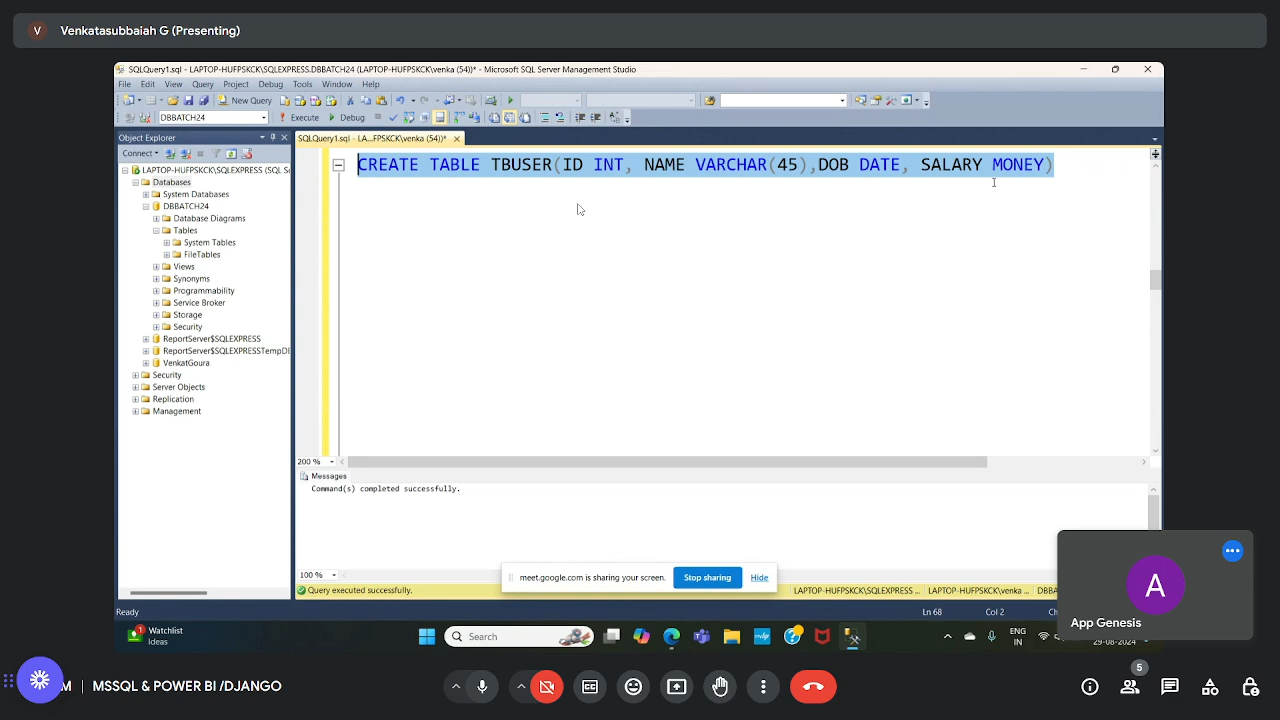 V Venkatasubbaiah G (Presenting)
SQLQuery1.sql - LAPTOP-HUFPSKCK\SQLEXPRESS.DBBATCH24 (LAPTOP-HUFPSKCK\venka (54))* - Microsoft SQL Server Management Studio
File Edit View Query Project Debug Tools Window Help
New Query
DBBATCH24 Execute Debug
Object Explorer
SQLQuery1.sql - LA...FPSKCK\venka (54))*
Connect
CREATE TABLE TBUSER(ID INT, NAME VARCHAR(45),DOB DATE, SALARY MONEY)
LAPTOP-HUFPSKCK\SQLEXPRESS (SQL S
Databases
System Databases
DBBATCH24
Database Diagrams
Tables
System Tables
FileTables
Views
Synonyms
Programmability
Service Broker
Storage
Security
ReportServer$SQLEXPRESS
ReportServer$SQLEXPRESSTempDI
VenkatGoura
Security
Server Objects
Replication
Management
200 %
Messages
Command(s) completed successfully.
100 %
meet.google.com is sharing your screen. Stop sharing Hide
Query executed successfully. LAPTOP-HUFPSKCK\SQLEXPRESS ... LAPTOP-HUFPSKCK\venka ... DBBA
Ready Ln 68 Col 2 Ch
A
App Genesis
1 Watchlist
Ideas
Search
ENG
IN
29-08-2024
M | MSSQL & POWER BI /DJANGO
5